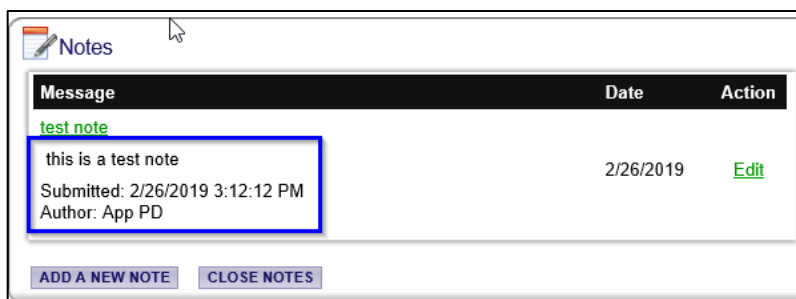 Notes
Message Date Action
test note
this is a test note
2/26/2019 Edit
Submitted: 2/26/2019 3:12:12 PM
Author: App PD
ADD A NEW NOTE CLOSE NOTES